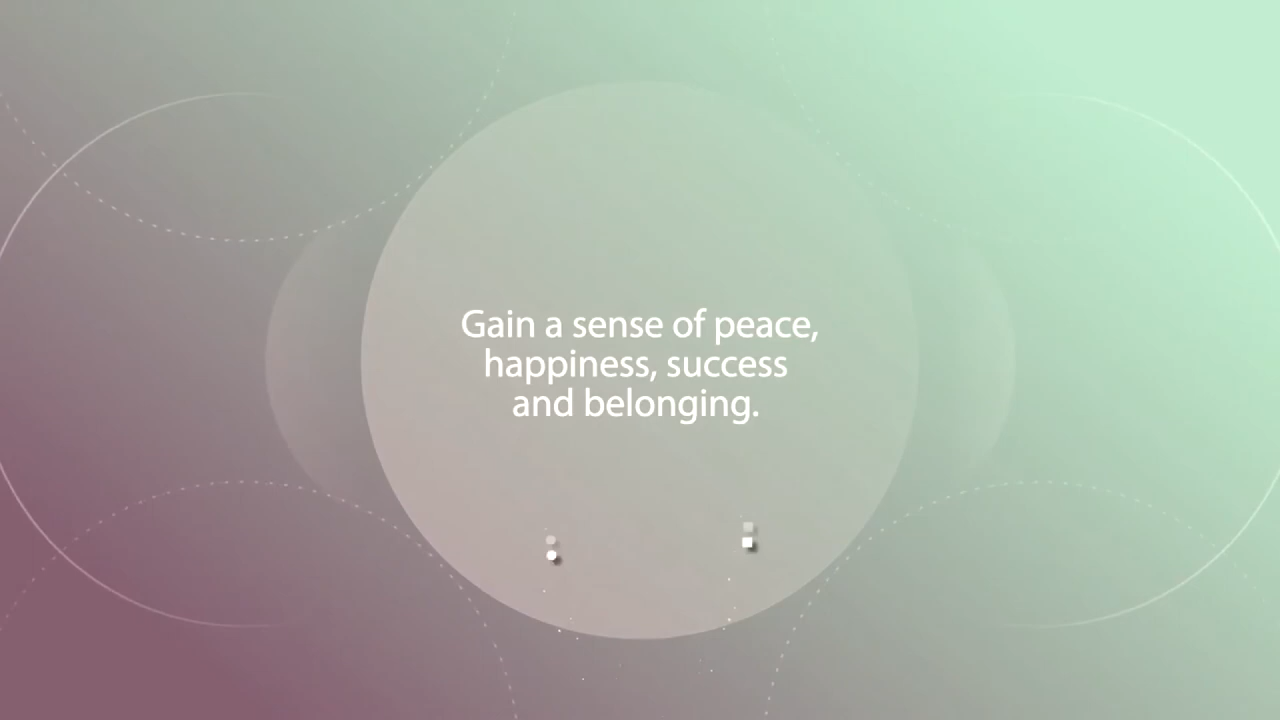 Gain a sense of peace,
happiness, success
and belonging.